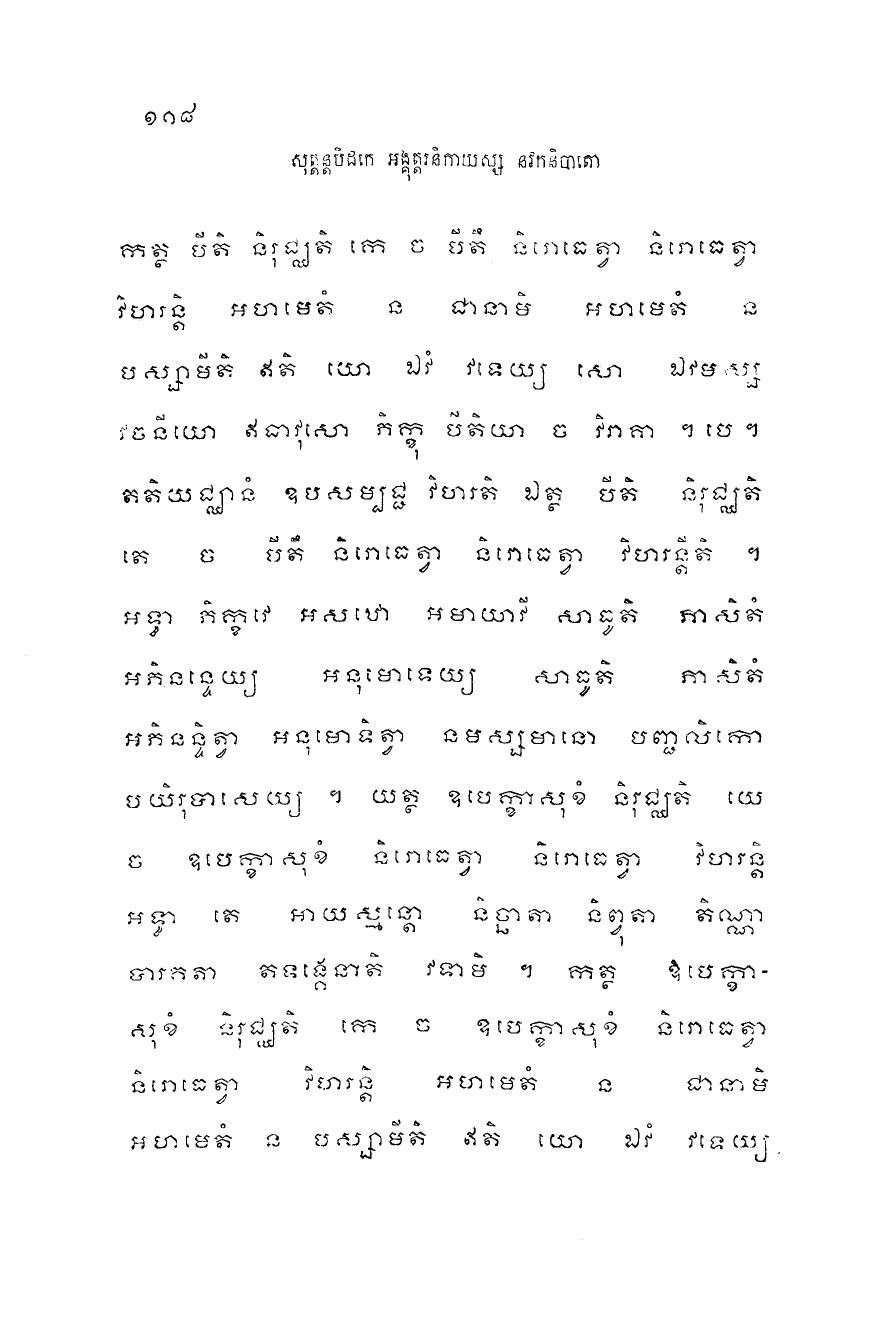 ១៣៨
សុត្តន្តបិដកេ អង្គុត្តរនិកាយស្ស នវកនិបាតោ
កត្ថ បីតិ និរុជ្ឈតិ កេ ច បីតឹ និរោធេត្វា និរោធេត្វា
វិហរន្តិ អហមេតំ ន ជានាមិ អហមេតំ ន
បស្សាមីតិ ឥតិ យោ ឯវំ វទេយ្យ សោ ឯវមស្ស
វចនីយោ ឥធាវុសោ ភិក្ខុ បីតិយា ច វិរាគា ។ បេ ។
តតិយជ្ឈានំ ឧបសម្បជ្ជ វិហរតិ ឯត្ថ បីតិ និរុជ្ឈតិ
តេ ច បីតឹ និរោធេត្វា និរោធេត្វា វិហរន្តីតិ ។
អទ្ធា ភិក្ខវេ អសឋោ អមាយាវី សាធូតិ ភាសិតំ
អភិនន្ទេយ្យ អនុមោទេយ្យ សាធូតិ ភាសិតំ
អភិនន្ទិត្វា អនុមោទិត្វា នមស្សមានោ បញ្ជលិកោ
បយិរុបាសេយ្យ ។ យត្ថ ឧបេក្ខាសុខំ និរុជ្ឈតិ យេ
ច ឧបេក្ខាសុខំ និរោធេត្វា និរោធេត្វា វិហរន្តិ
អទ្ធា តេ អាយស្មន្តោ និច្ឆាតា និព្វុតា តិណ្ណា
បារគតា តទង្គេនាតិ វទាមិ ។ កត្ថ ឧបេក្ខា-
សុខំ និរុជ្ឈតិ កេ ច ឧបេក្ខាសុខំ និរោធេត្វា
និរោធេត្វា វិហរន្តិ អហមេតំ ន ជានាមិ
អហមេតំ ន បស្សាមីតិ ឥតិ យោ ឯវំ វទេយ្យ